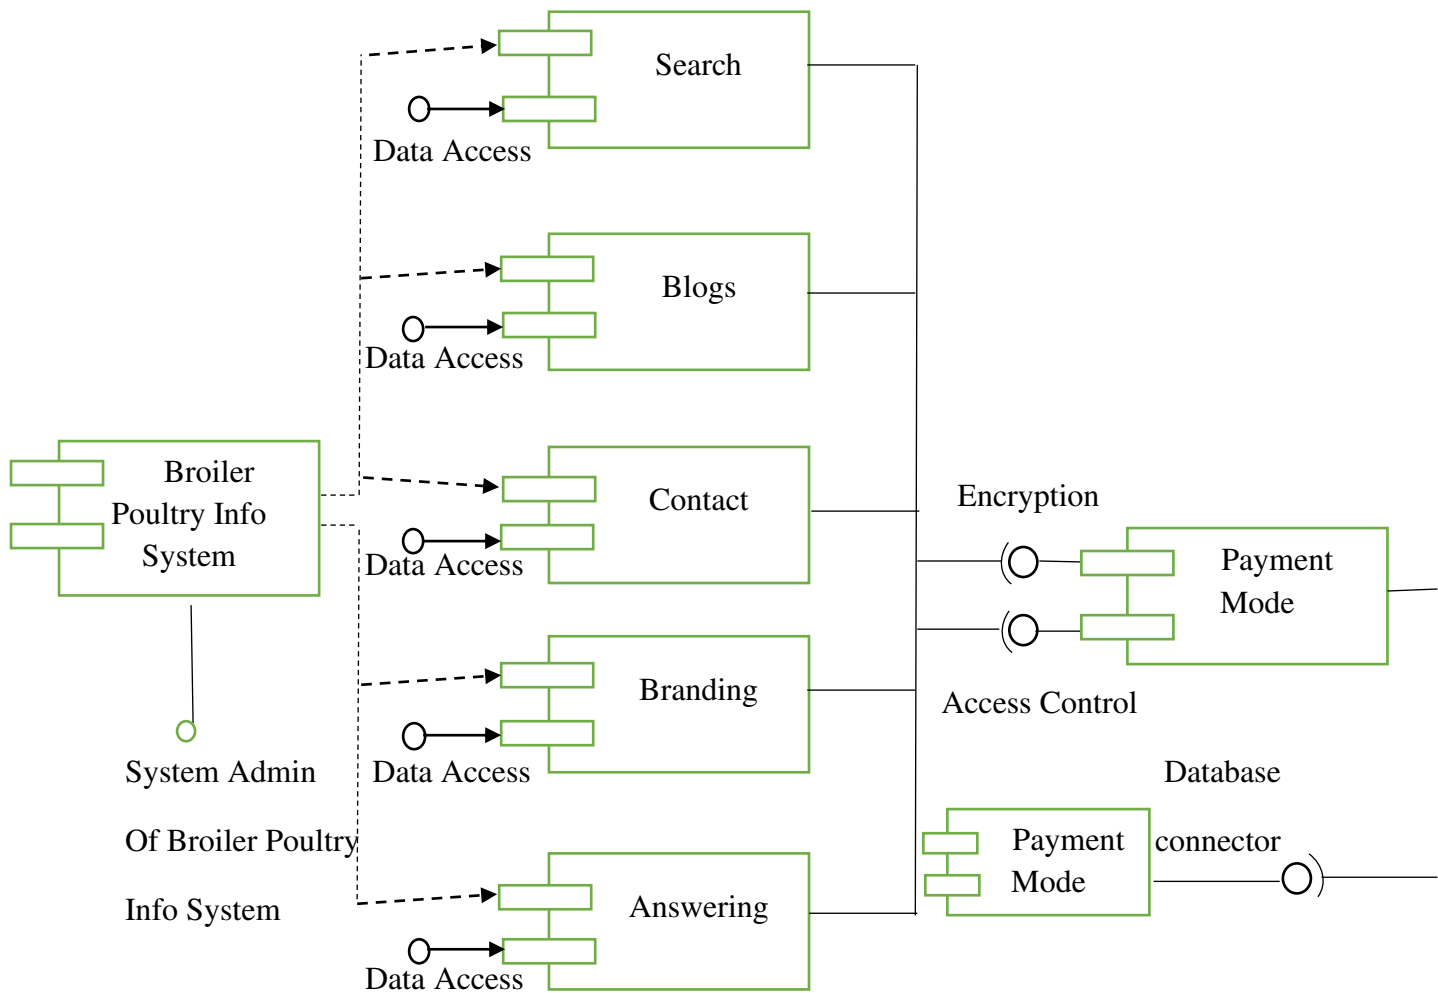 Search
Data Access
Blogs
Data Access
Broiler
Poultry Info
System
Contact
Data Access
Encryption
Payment
Mode
Branding
Access Control
System Admin
Of Broiler Poultry
Info System
Data Access
Database
connector
Payment
Mode
Answering
Data Access